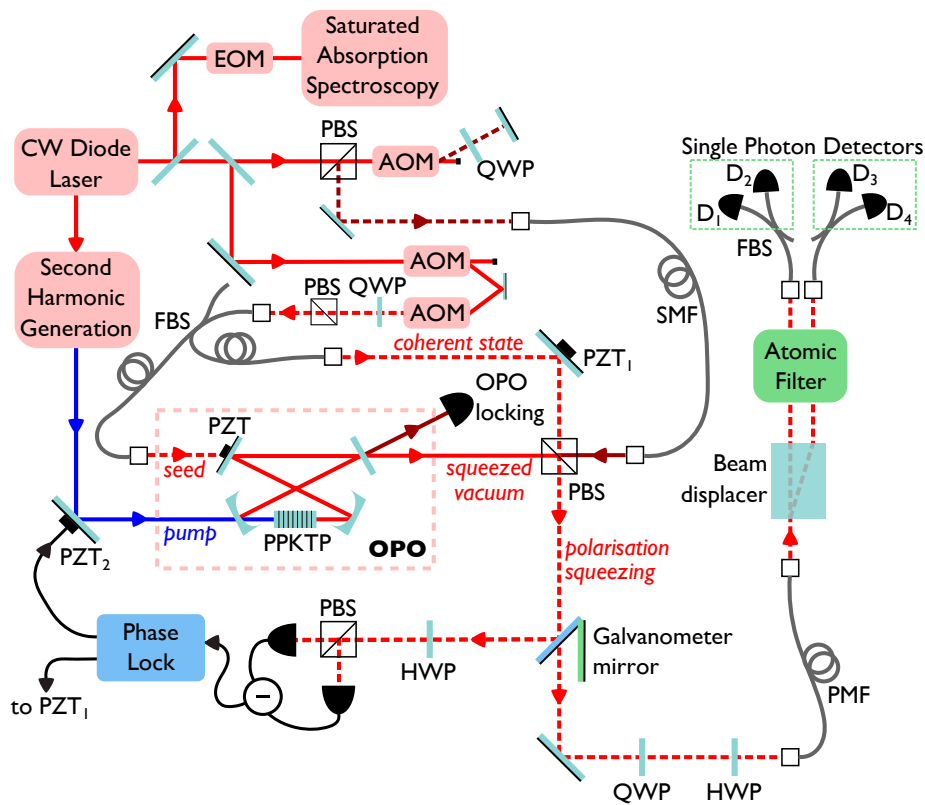 Saturated
Absorption
Spectroscopy
EOM
PBS
CW Diode
Laser
AOM
QWP
Single Photon Detectors
D2
D3
D1
D4
FBS
Second
Harmonic
Generation
AOM
QWP
PBS
AOM
FBS
SMF
coherent state
PZT1
Atomic
Filter
OPO
locking
PZT
seed
squeezed
vacuum
PBS
Beam
displacer
pump
PPKTP
OPO
PZT2
polarisation
squeezing
PBS
Phase
Lock
HWP
Galvanometer
mirror
−
to PZT1
PMF
QWP
HWP